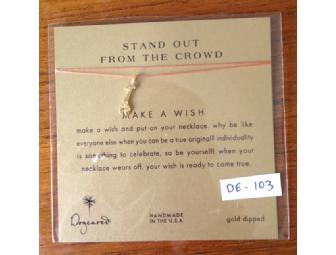 STAND OUT
FROM THE CROWD
MAKE A WISH
make a wish and put on your necklace. why be like
everyone else when you can be a true original? individuality
is something to celebrate, so be yourself! when your
necklace wears off, your wish is ready to come true.
DE-103
Dogeared
HANDMADE
IN THE U.S.A.
gold dipped